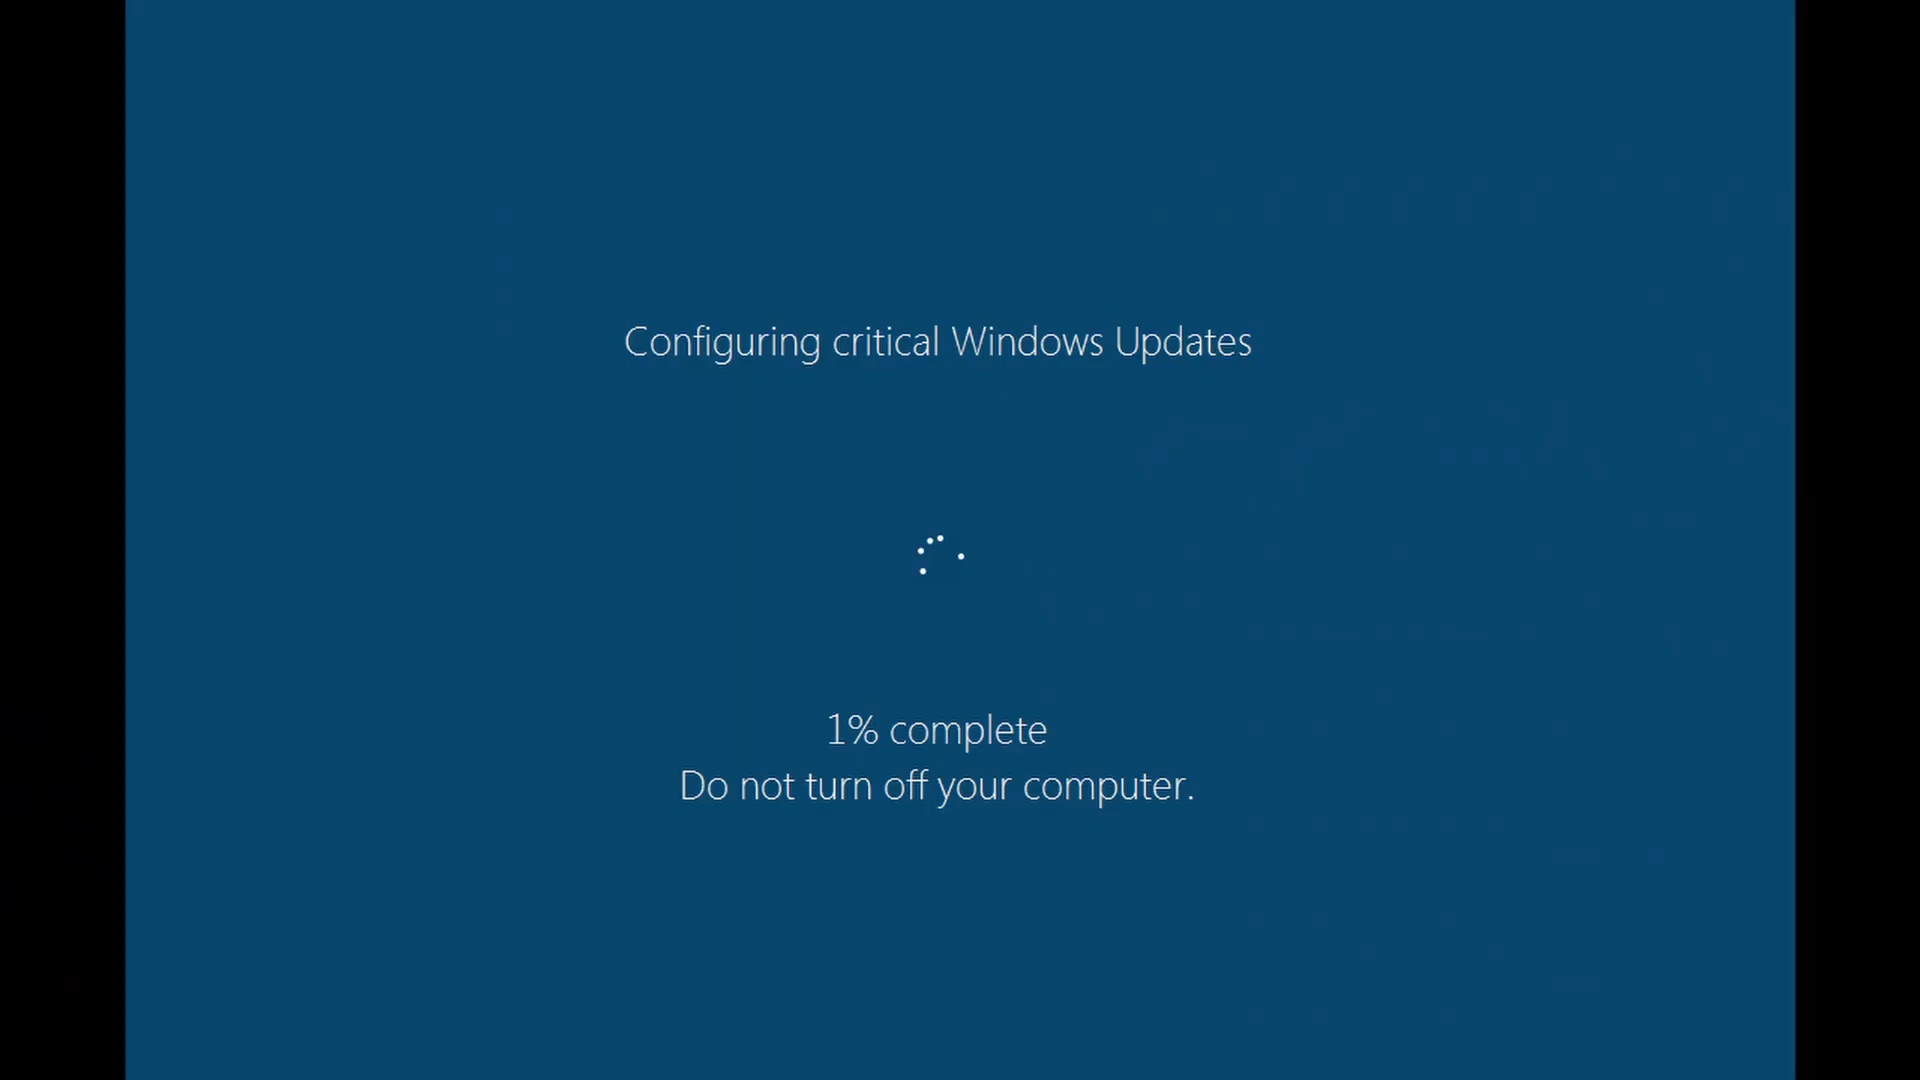 Configuring critical Windows Updates
1% complete
Do not turn off your computer.